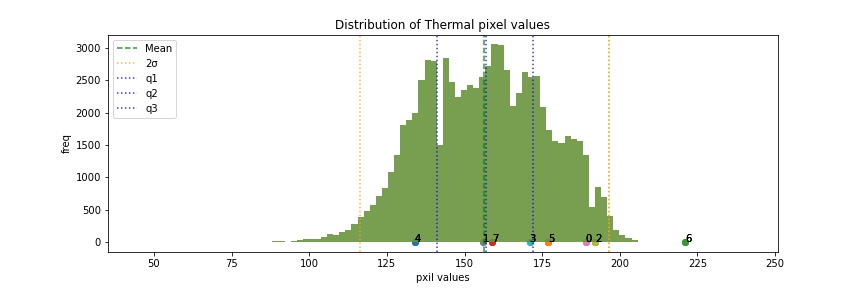 Distribution of Thermal pixel values
3000
2500
2000
1500
1000
500
0
freq
Mean
2σ
q1
q2
q3
4 1 7 3 5 0 2 6
50 75 100 125 150 175 200 225 250
pxil values